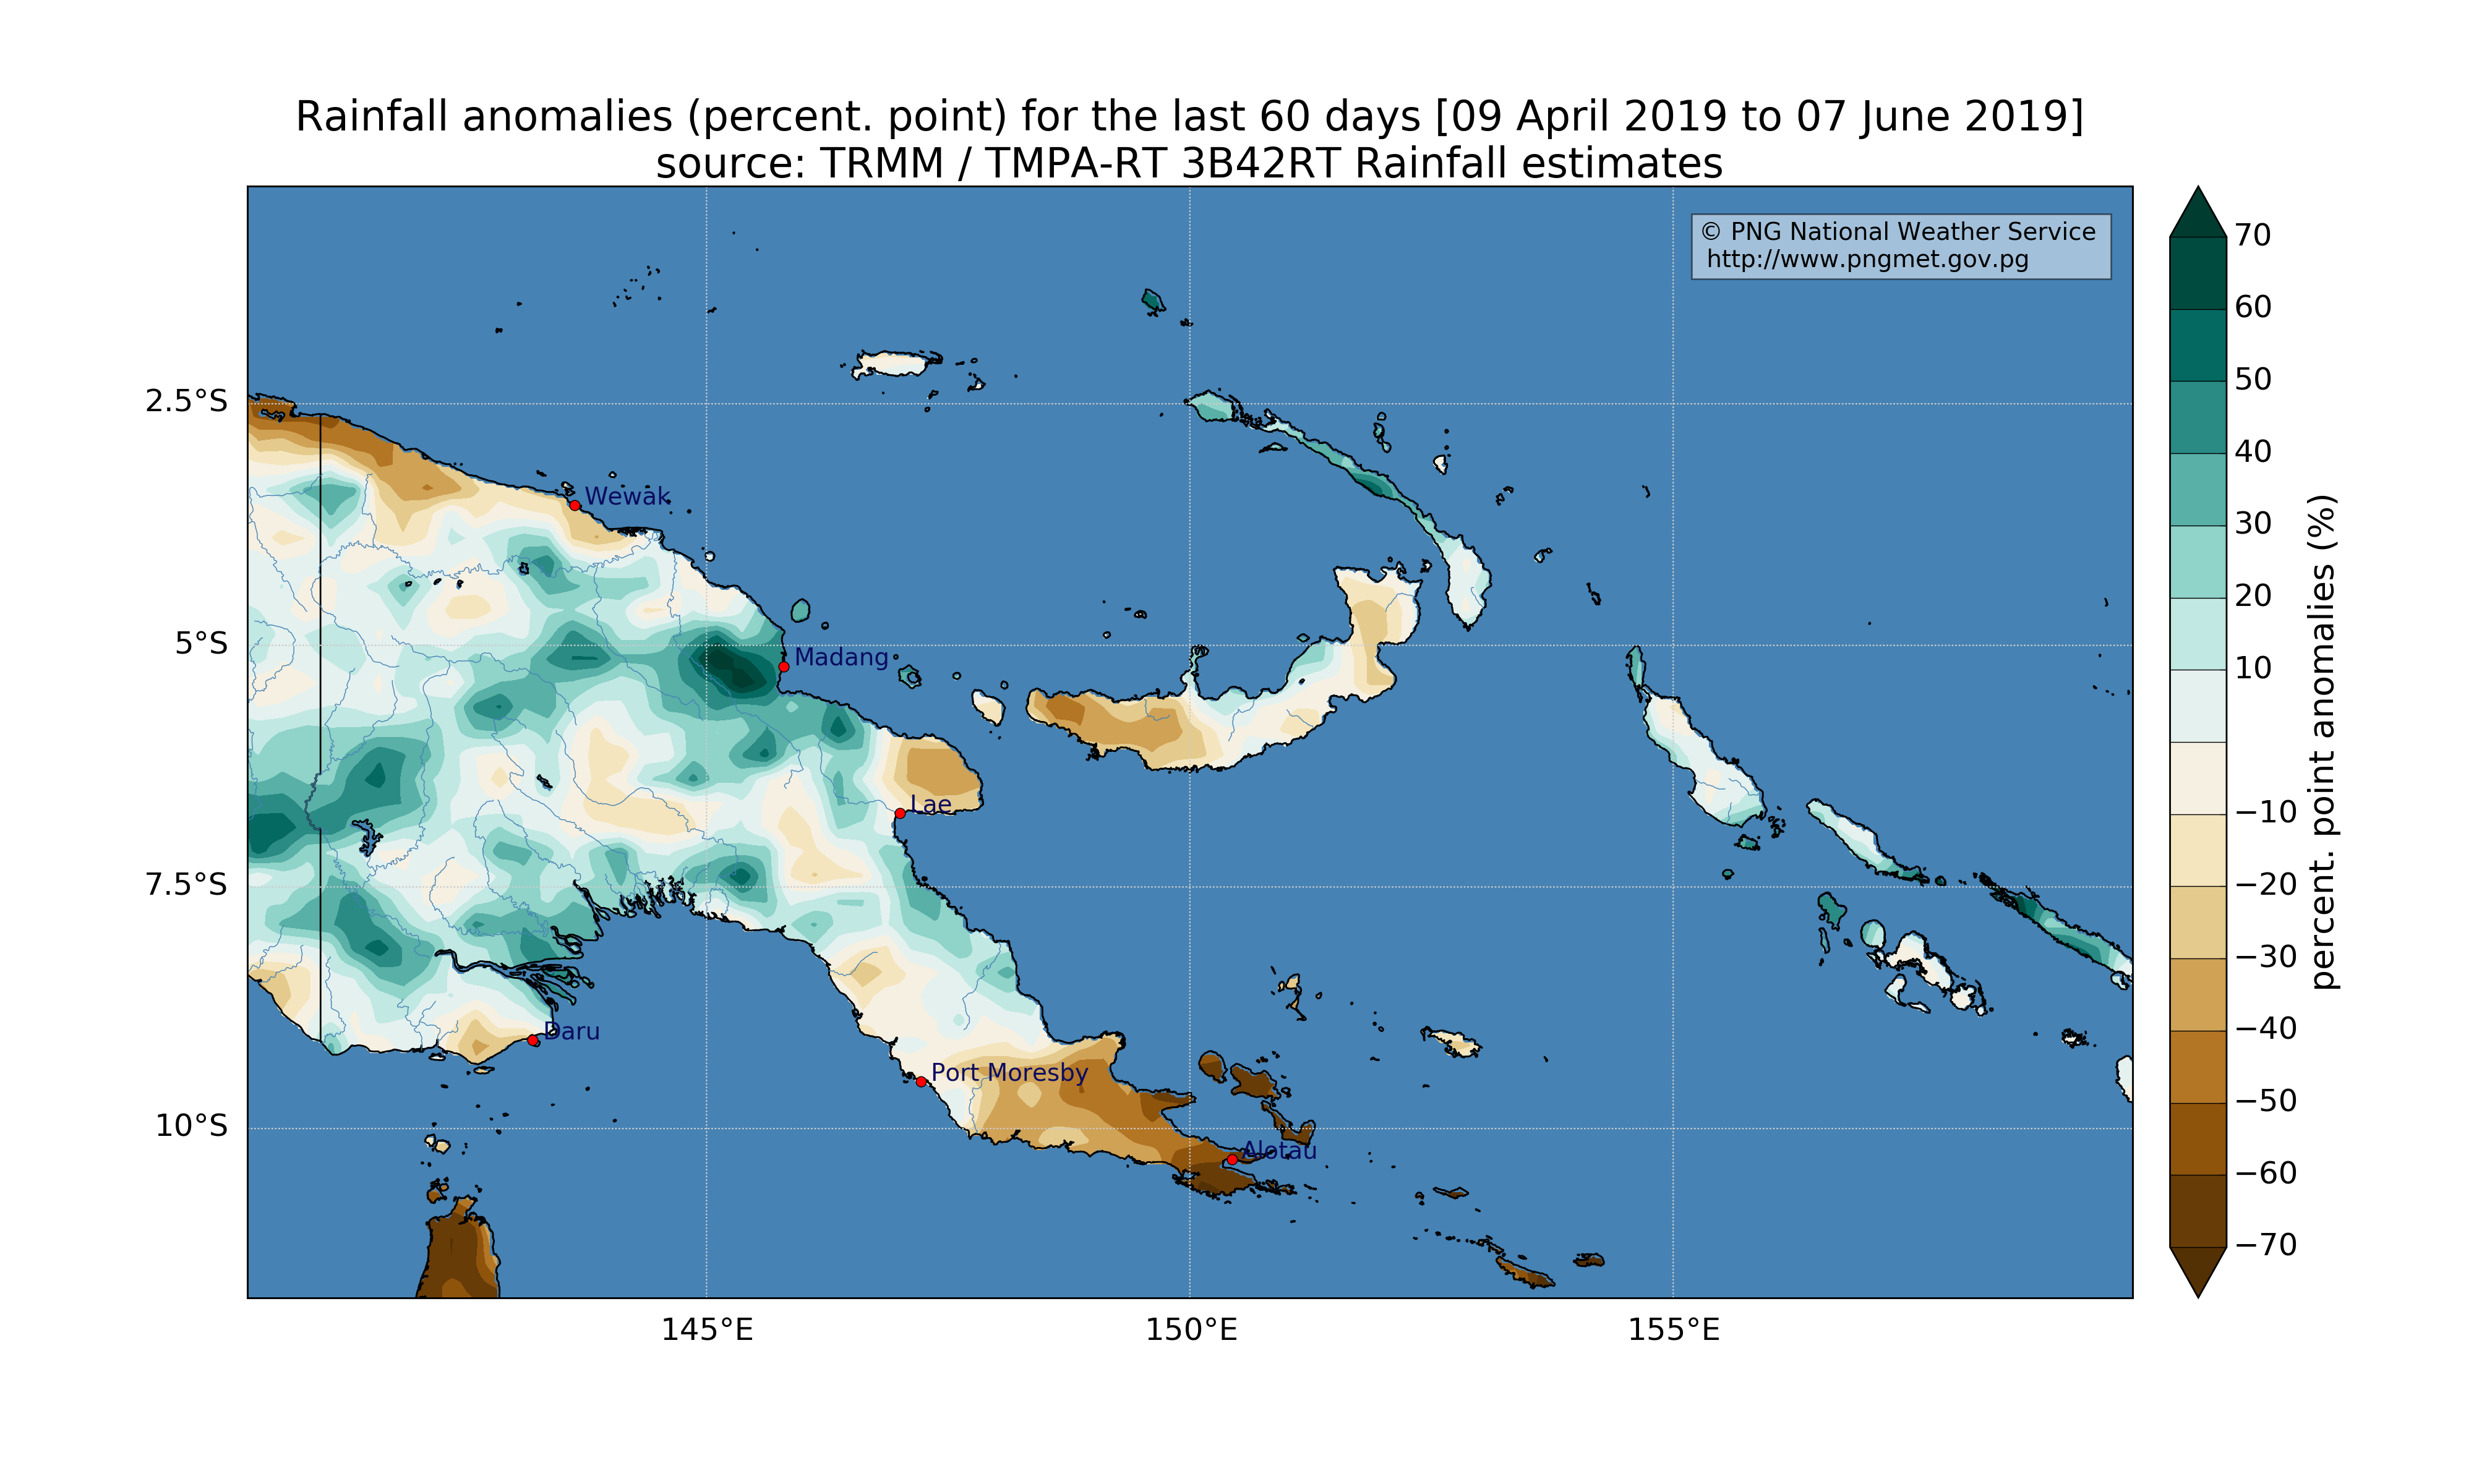 Rainfall anomalies (percent. point) for the last 60 days [09 April 2019 to 07 June 2019]
source: TRMM / TMPA-RT 3B42RT Rainfall estimates
© PNG National Weather Service
http://www.pngmet.gov.pg
2.5°S
5°S
7.5°S
10°S
145°E
150°E
155°E
Wewak
Madang
Lae
Daru
Port Moresby
Alotau
70
60
50
40
30
20
10
−10
−20
−30
−40
−50
−60
−70
percent. point anomalies (%)